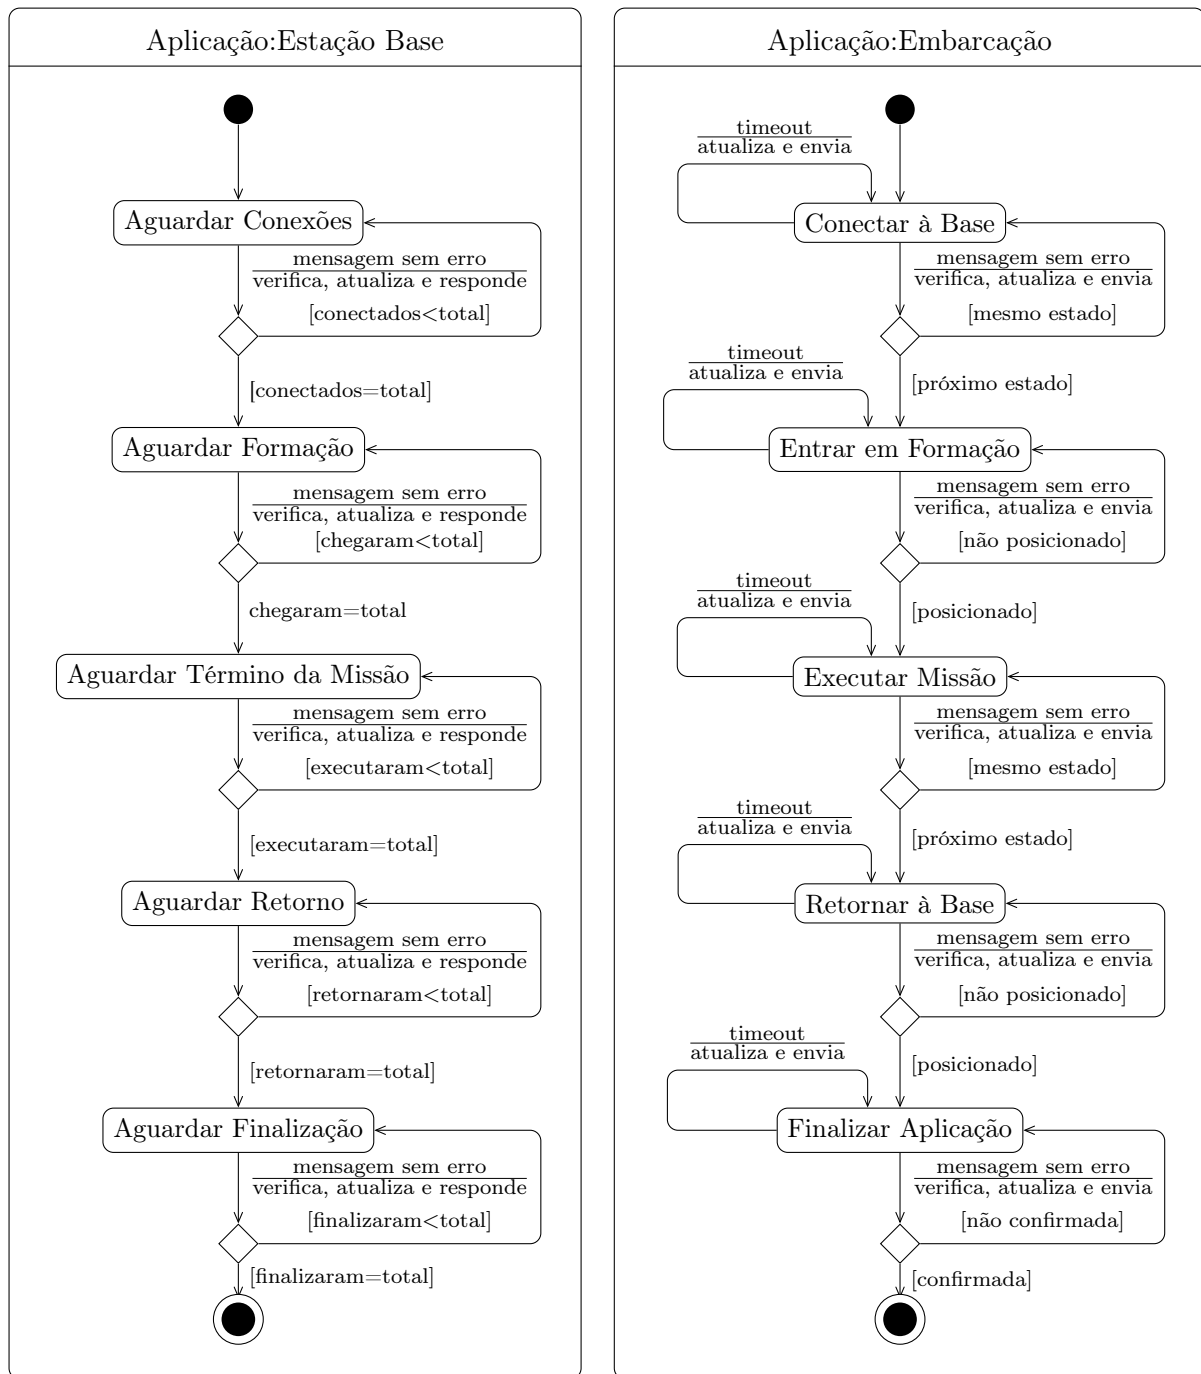 Aplicação:Estação Base
Aguardar Conexões
mensagem sem erro
verifica, atualiza e responde
[conectados<total]
[conectados=total]
Aguardar Formação
mensagem sem erro
verifica, atualiza e responde
[chegaram<total]
chegaram=total
Aguardar Término da Missão
mensagem sem erro
verifica, atualiza e responde
[executaram<total]
[executaram=total]
Aguardar Retorno
mensagem sem erro
verifica, atualiza e responde
[retornaram<total]
[retornaram=total]
Aguardar Finalização
mensagem sem erro
verifica, atualiza e responde
[finalizaram<total]
[finalizaram=total]
Aplicação:Embarcação
timeout
atualiza e envia
Conectar à Base
mensagem sem erro
verifica, atualiza e envia
[mesmo estado]
[próximo estado]
timeout
atualiza e envia
Entrar em Formação
mensagem sem erro
verifica, atualiza e envia
[não posicionado]
[posicionado]
timeout
atualiza e envia
Executar Missão
mensagem sem erro
verifica, atualiza e envia
[mesmo estado]
[próximo estado]
timeout
atualiza e envia
Retornar à Base
mensagem sem erro
verifica, atualiza e envia
[não posicionado]
[posicionado]
timeout
atualiza e envia
Finalizar Aplicação
mensagem sem erro
verifica, atualiza e envia
[não confirmada]
[confirmada]